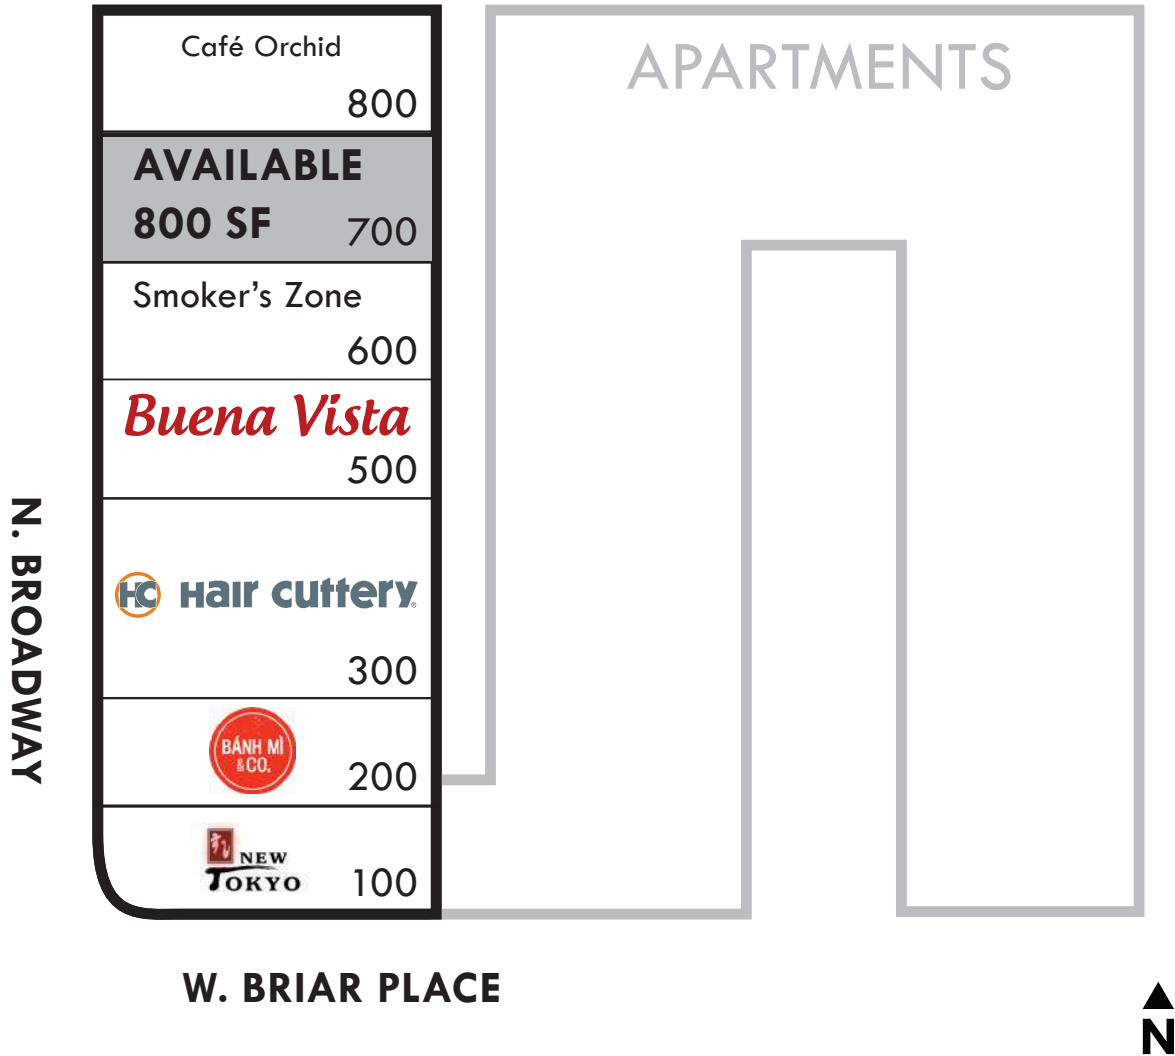 Café Orchid
800
APARTMENTS
AVAILABLE
800 SF 700
Smoker's Zone
600
Buena Vista
500
N. BROADWAY
HC Hair Cuttery®
300
BÁNH MÌ
& CO.
200
NEW
TOKYO 100
W. BRIAR PLACE
N